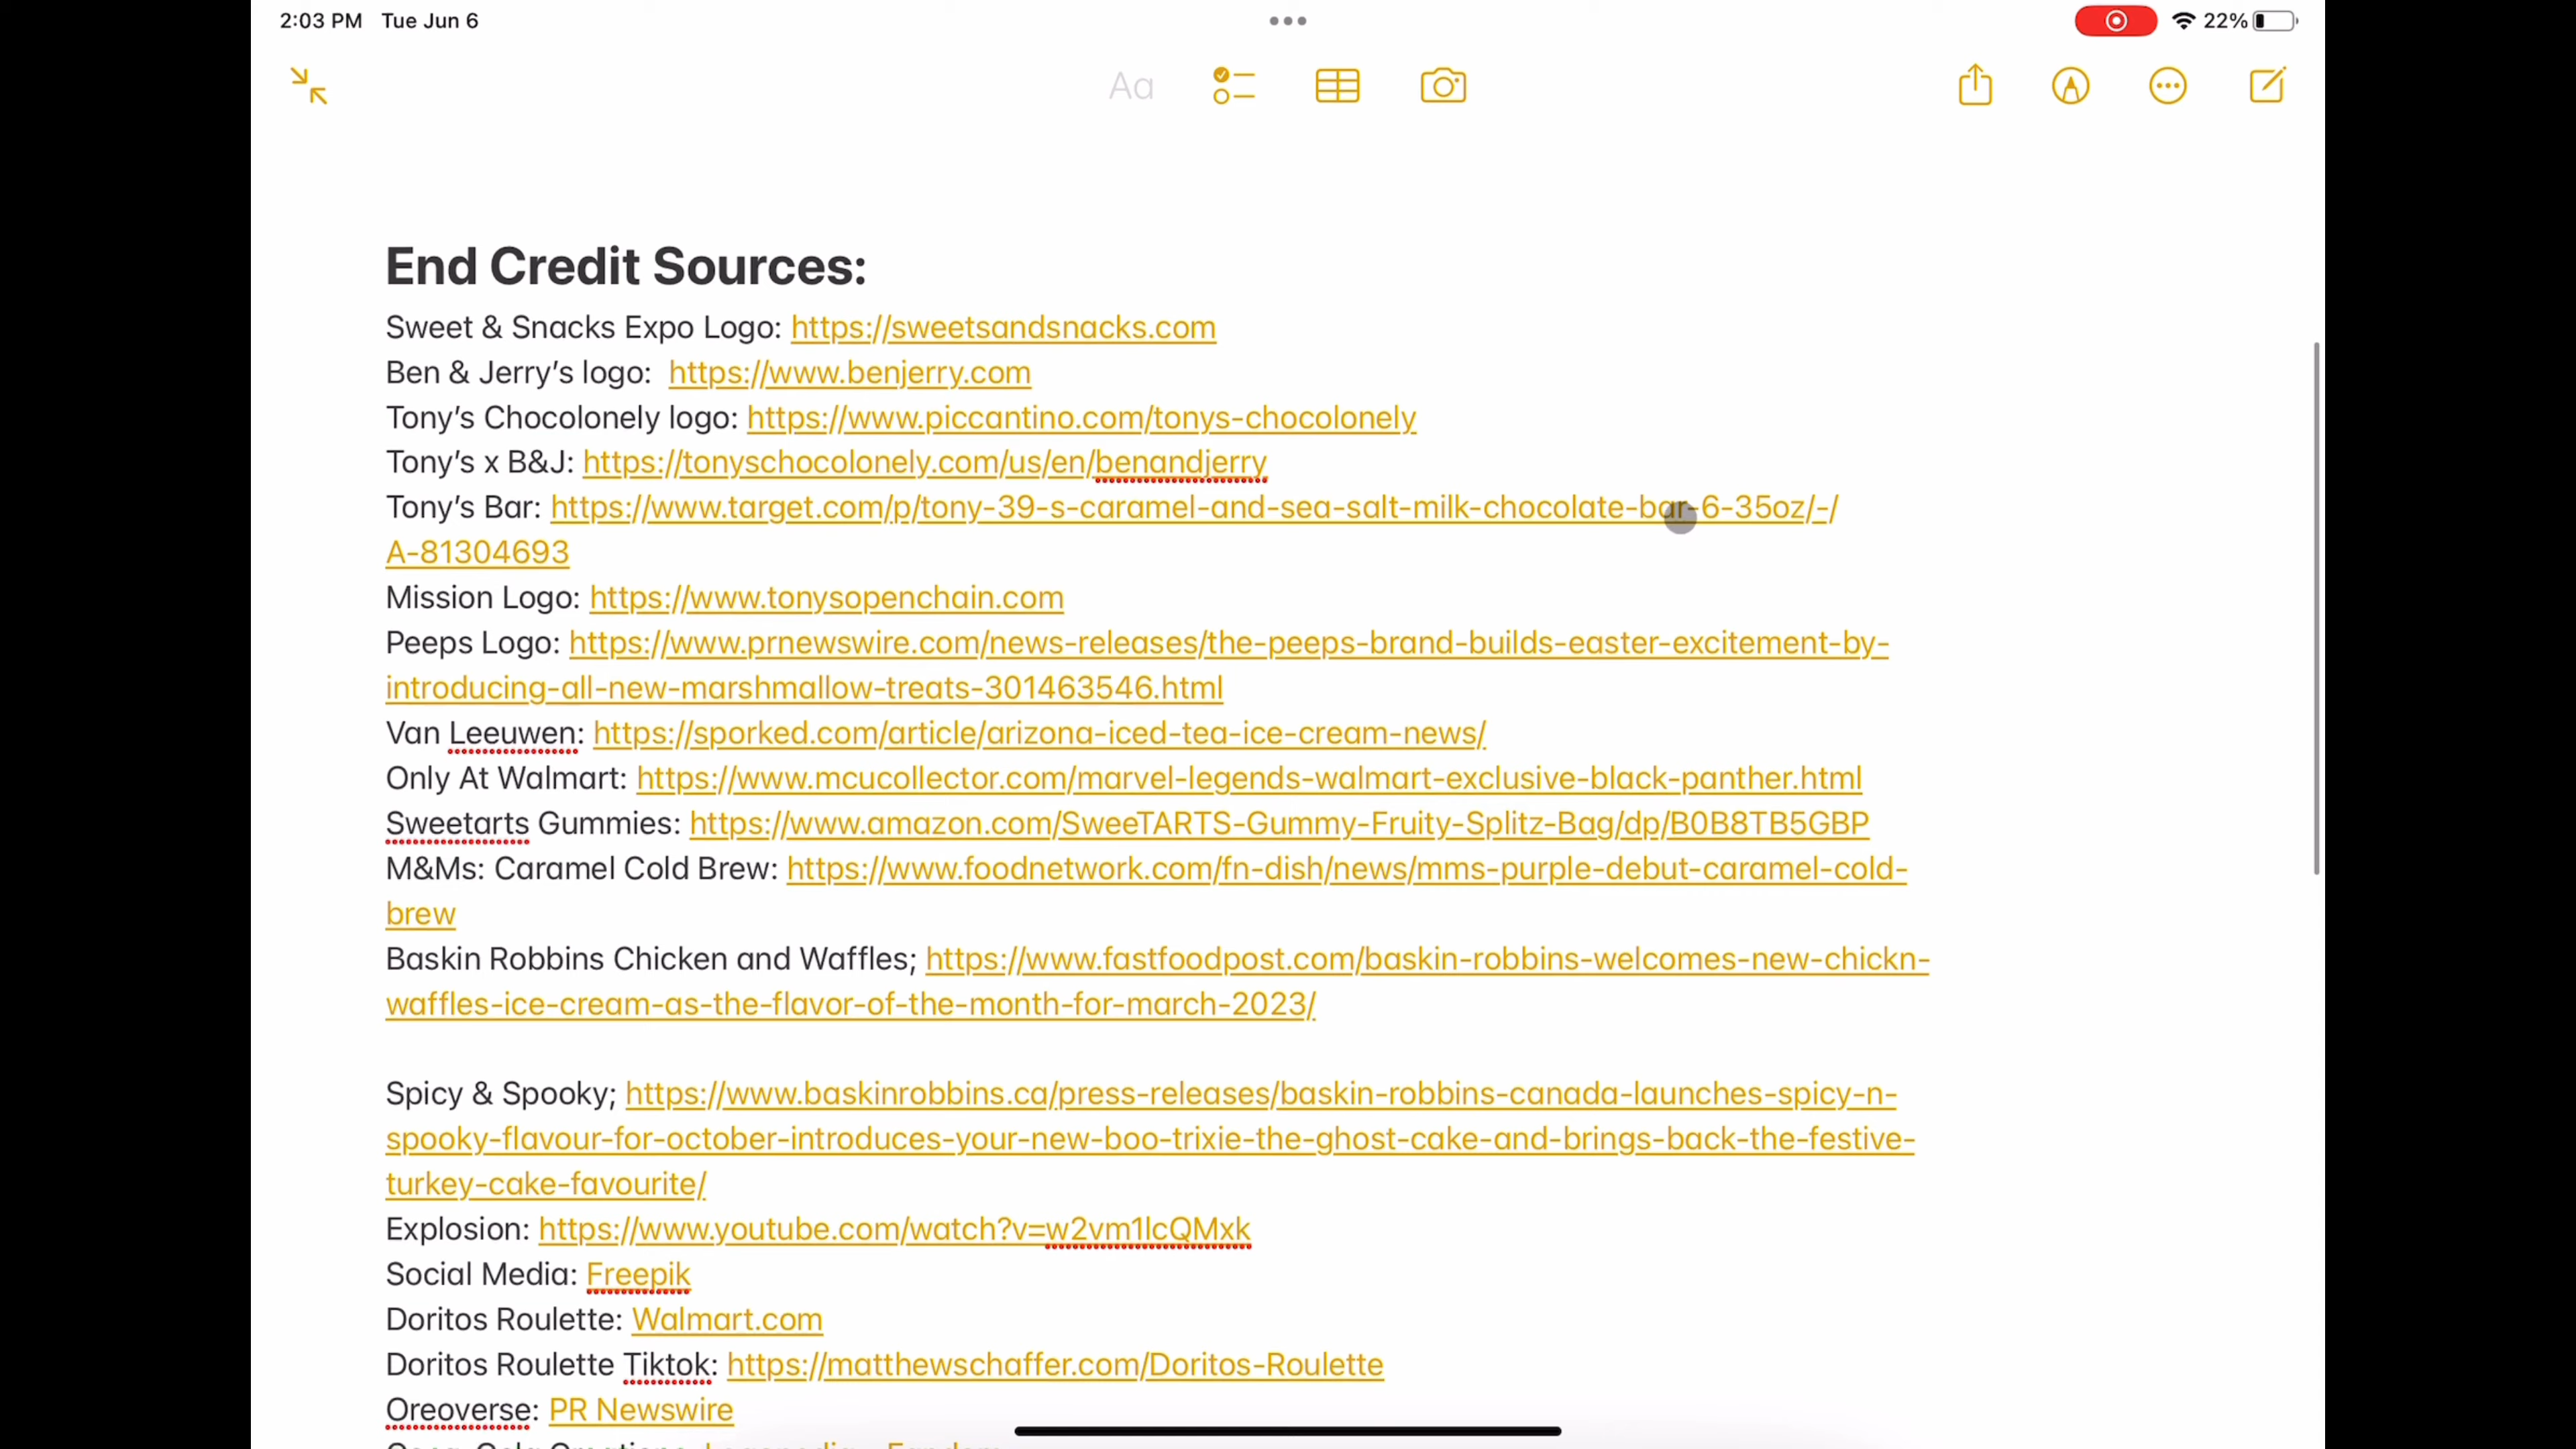 2:03 PM Tue Jun 6
22%
Aa
End Credit Sources:
Sweet & Snacks Expo Logo: https://sweetsandsnacks.com
Ben & Jerry’s logo:  https://www.benjerry.com
Tony’s Chocolonely logo: https://www.piccantino.com/tonys-chocolonely
Tony’s x B&J: https://tonyschocolonely.com/us/en/benandjerry
Tony’s Bar: https://www.target.com/p/tony-39-s-caramel-and-sea-salt-milk-chocolate-bar-6-35oz/-/
A-81304693
Mission Logo: https://www.tonysopenchain.com
Peeps Logo: https://www.prnewswire.com/news-releases/the-peeps-brand-builds-easter-excitement-by-
introducing-all-new-marshmallow-treats-301463546.html
Van Leeuwen: https://sporked.com/article/arizona-iced-tea-ice-cream-news/
Only At Walmart: https://www.mcucollector.com/marvel-legends-walmart-exclusive-black-panther.html
Sweetarts Gummies: https://www.amazon.com/SweeTARTS-Gummy-Fruity-Splitz-Bag/dp/B0B8TB5GBP
M&Ms: Caramel Cold Brew: https://www.foodnetwork.com/fn-dish/news/mms-purple-debut-caramel-cold-
brew
Baskin Robbins Chicken and Waffles; https://www.fastfoodpost.com/baskin-robbins-welcomes-new-chickn-
waffles-ice-cream-as-the-flavor-of-the-month-for-march-2023/
Spicy & Spooky; https://www.baskinrobbins.ca/press-releases/baskin-robbins-canada-launches-spicy-n-
spooky-flavour-for-october-introduces-your-new-boo-trixie-the-ghost-cake-and-brings-back-the-festive-
turkey-cake-favourite/
Explosion: https://www.youtube.com/watch?v=w2vm1lcQMxk
Social Media: Freepik
Doritos Roulette: Walmart.com
Doritos Roulette Tiktok: https://matthewschaffer.com/Doritos-Roulette
Oreoverse: PR Newswire